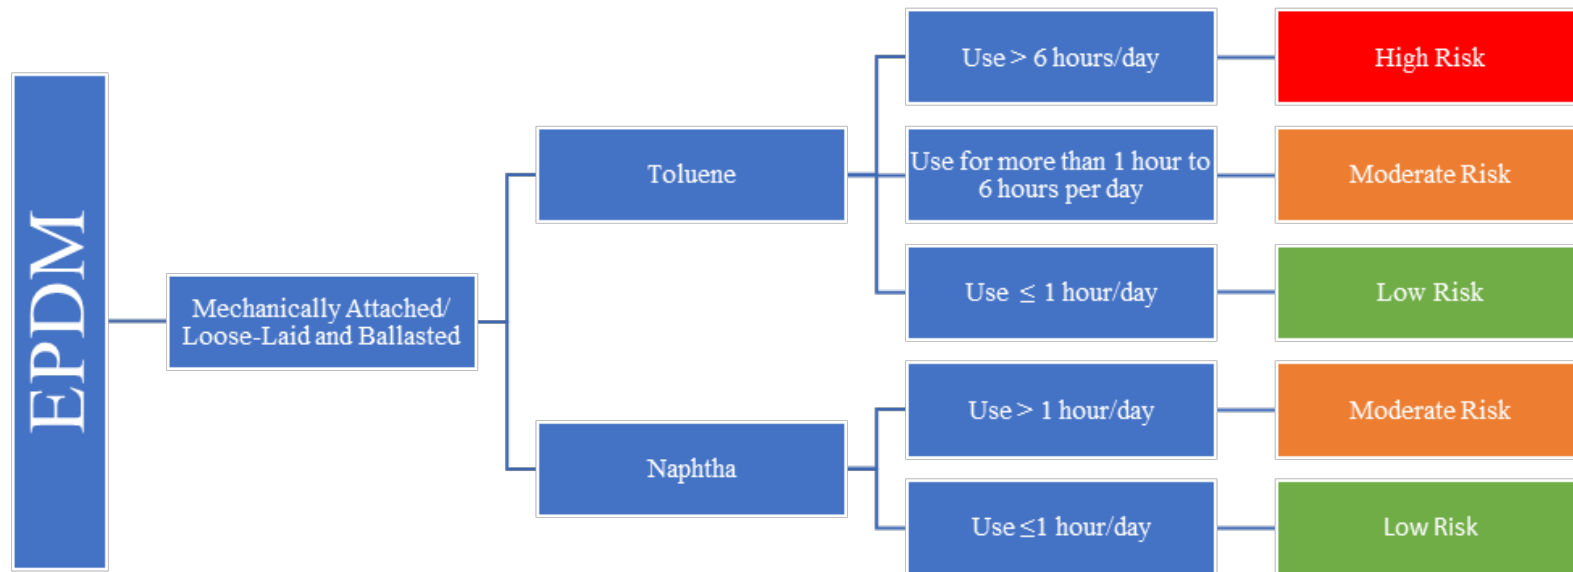 EPDM
Mechanically Attached/
Loose-Laid and Ballasted
Toluene
Use > 6 hours/day
High Risk
Use for more than 1 hour to
6 hours per day
Moderate Risk
Use ≤ 1 hour/day
Low Risk
Naphtha
Use > 1 hour/day
Moderate Risk
Use ≤1 hour/day
Low Risk